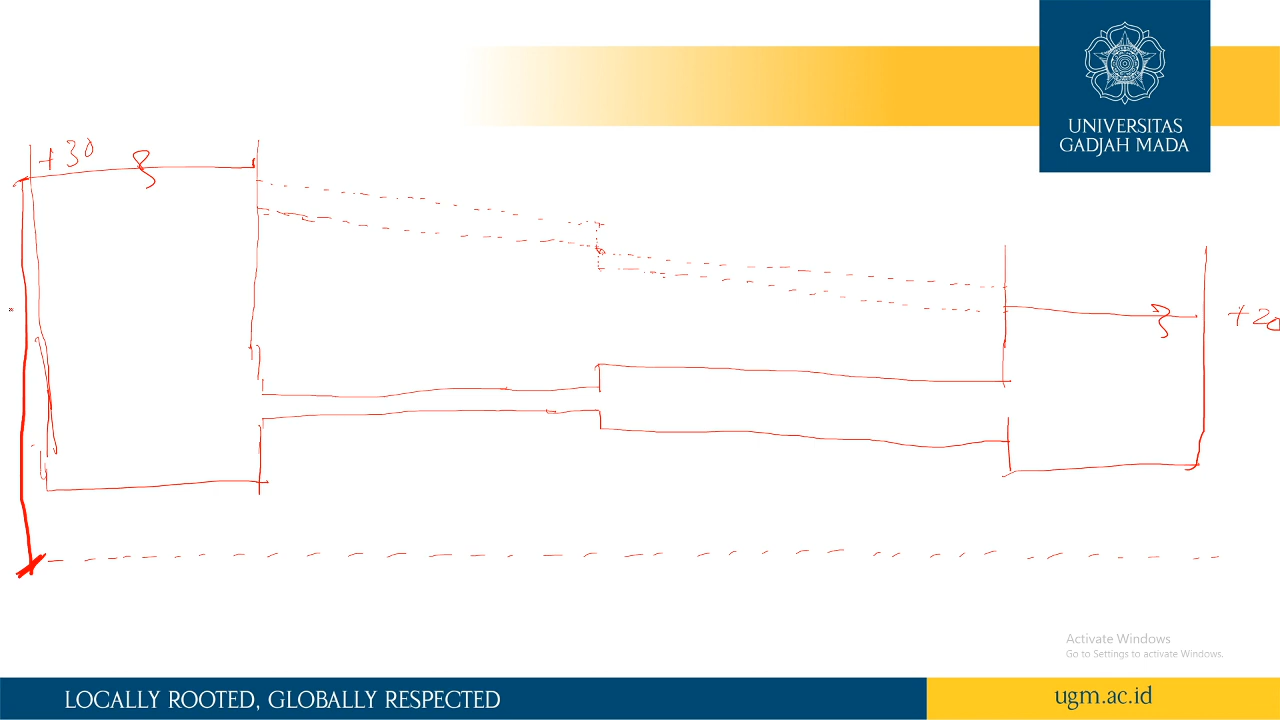 UNIVERSITAS
GADJAH MADA
+30
+20
Activate Windows
Go to Settings to activate Windows.
LOCALLY ROOTED, GLOBALLY RESPECTED
ugm.ac.id